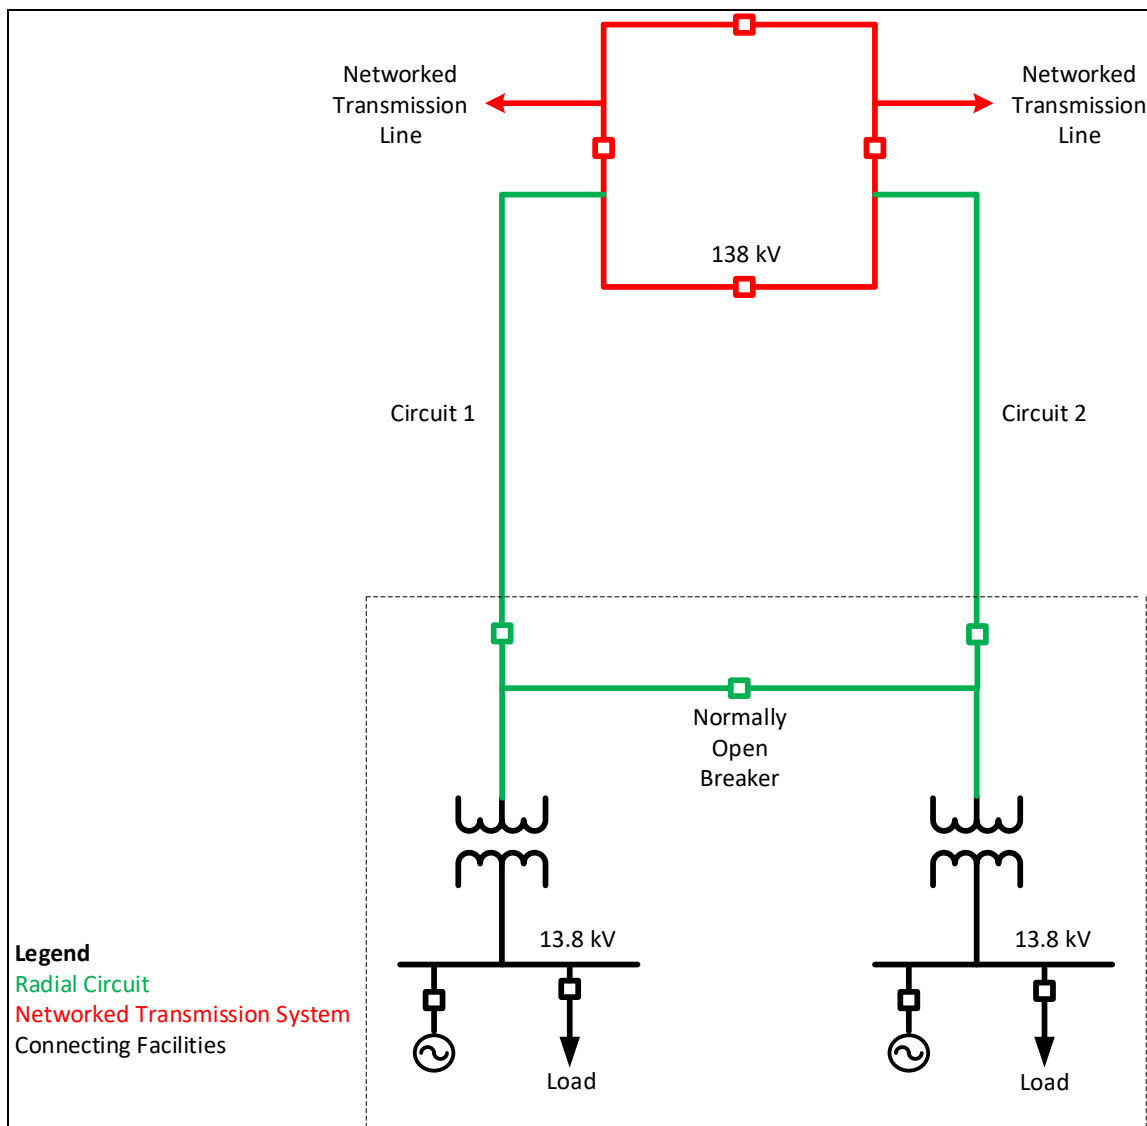 Networked
Transmission
Line
Networked
Transmission
Line
138 kV
Circuit 1
Circuit 2
Normally
Open
Breaker
13.8 kV
13.8 kV
Legend
Radial Circuit
Networked Transmission System
Connecting Facilities
Load
Load